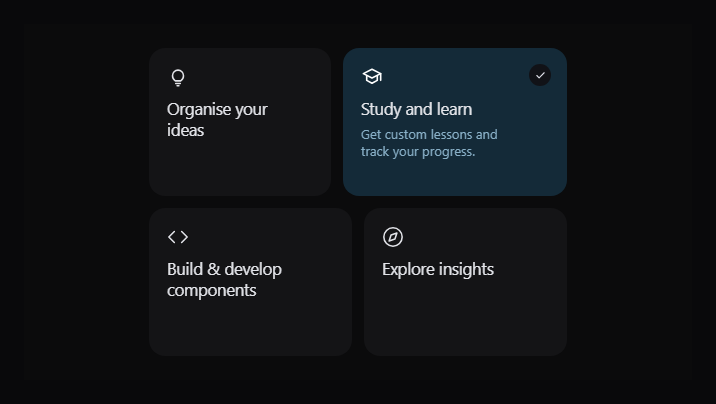 Organise your
ideas
Study and learn
Get custom lessons and
track your progress.
Build & develop
components
Explore insights